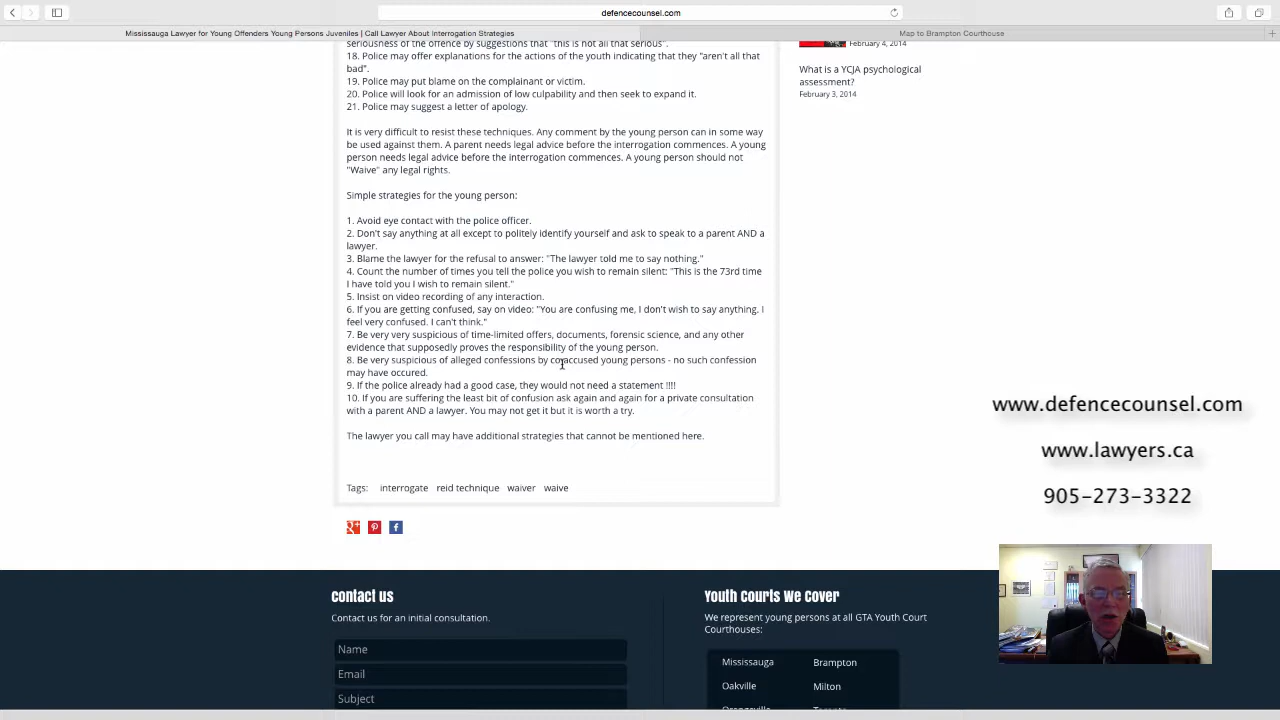 defencecounsel.com
Mississauga Lawyer for Young Offenders Young Persons Juveniles | Call Lawyer About Interrogation Strategies
Map to Brampton Courthouse
seriousness of the offence by suggestions that "this is not all that serious".
18. Police may offer explanations for the actions of the youth indicating that they "aren't all that
bad".
19. Police may put blame on the complainant or victim.
20. Police will look for an admission of low culpability and then seek to expand it.
21. Police may suggest a letter of apology.
It is very difficult to resist these techniques. Any comment by the young person can in some way
be used against them. A parent needs legal advice before the interrogation commences. A young
person needs legal advice before the interrogation commences. A young person should not
"Waive" any legal rights.
Simple strategies for the young person:
1. Avoid eye contact with the police officer.
2. Don't say anything at all except to politely identify yourself and ask to speak to a parent AND a
lawyer.
3. Blame the lawyer for the refusal to answer: "The lawyer told me to say nothing."
4. Count the number of times you tell the police you wish to remain silent: "This is the 73rd time
I have told you I wish to remain silent."
5. Insist on video recording of any interaction.
6. If you are getting confused, say on video: "You are confusing me, I don't wish to say anything. I
feel very confused. I can't think."
7. Be very very suspicious of time-limited offers, documents, forensic science, and any other
evidence that supposedly proves the responsibility of the young person.
8. Be very suspicious of alleged confessions by co-accused young persons - no such confession
may have occured.
9. If the police already had a good case, they would not need a statement !!!!
10. If you are suffering the least bit of confusion ask again and again for a private consultation
with a parent AND a lawyer. You may not get it but it is worth a try.
The lawyer you call may have additional strategies that cannot be mentioned here.
Tags: interrogate reid technique waiver waive
February 4, 2014
What is a YCJA psychological
assessment?
February 3, 2014
www.defencecounsel.com
www.lawyers.ca
905-273-3322
contact us
Contact us for an initial consultation.
Name
Email
Subject
Youth Courts We Cover
We represent young persons at all GTA Youth Court
Courthouses:
Mississauga Brampton
Oakville Milton
Orangeville Toronto